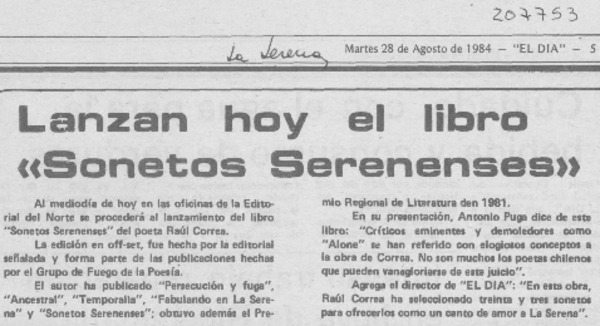 207753
La Serena
Martes 28 de Agosto de 1984 — "EL DIA" — 5
Lanzan hoy el libro
«Sonetos Serenenses»
Al mediodía de hoy en las oficinas de la Edito-
rial del Norte se procederá al lanzamiento del libro
"Sonetos Serenenses" del poeta Raúl Correa.
La edición en off-set, fue hecha por la editorial
señalada y forma parte de las publicaciones hechas
por el Grupo de Fuego de la Poesía.
El autor ha publicado "Persecución y fuga",
"Ancestral", "Temporalia", "Fabulando en La Sere-
na" y "Sonetos Serenenses"; obtuvo además el Pre-
mio Regional de Literatura den 1981.
En su presentación, Antonio Puga dice de este
libro: "Críticos eminentes y demoledores como
"Alone" se han referido con elogiosos conceptos a
la obra de Correa. No son muchos los poetas chilenos
que pueden vanagloriarse de este juicio".
Agrega el director de "EL DIA": "En esta obra,
Raúl Correa ha seleccionado treinta y tres sonetos
para ofrecerlos como un canto de amor a La Serena".